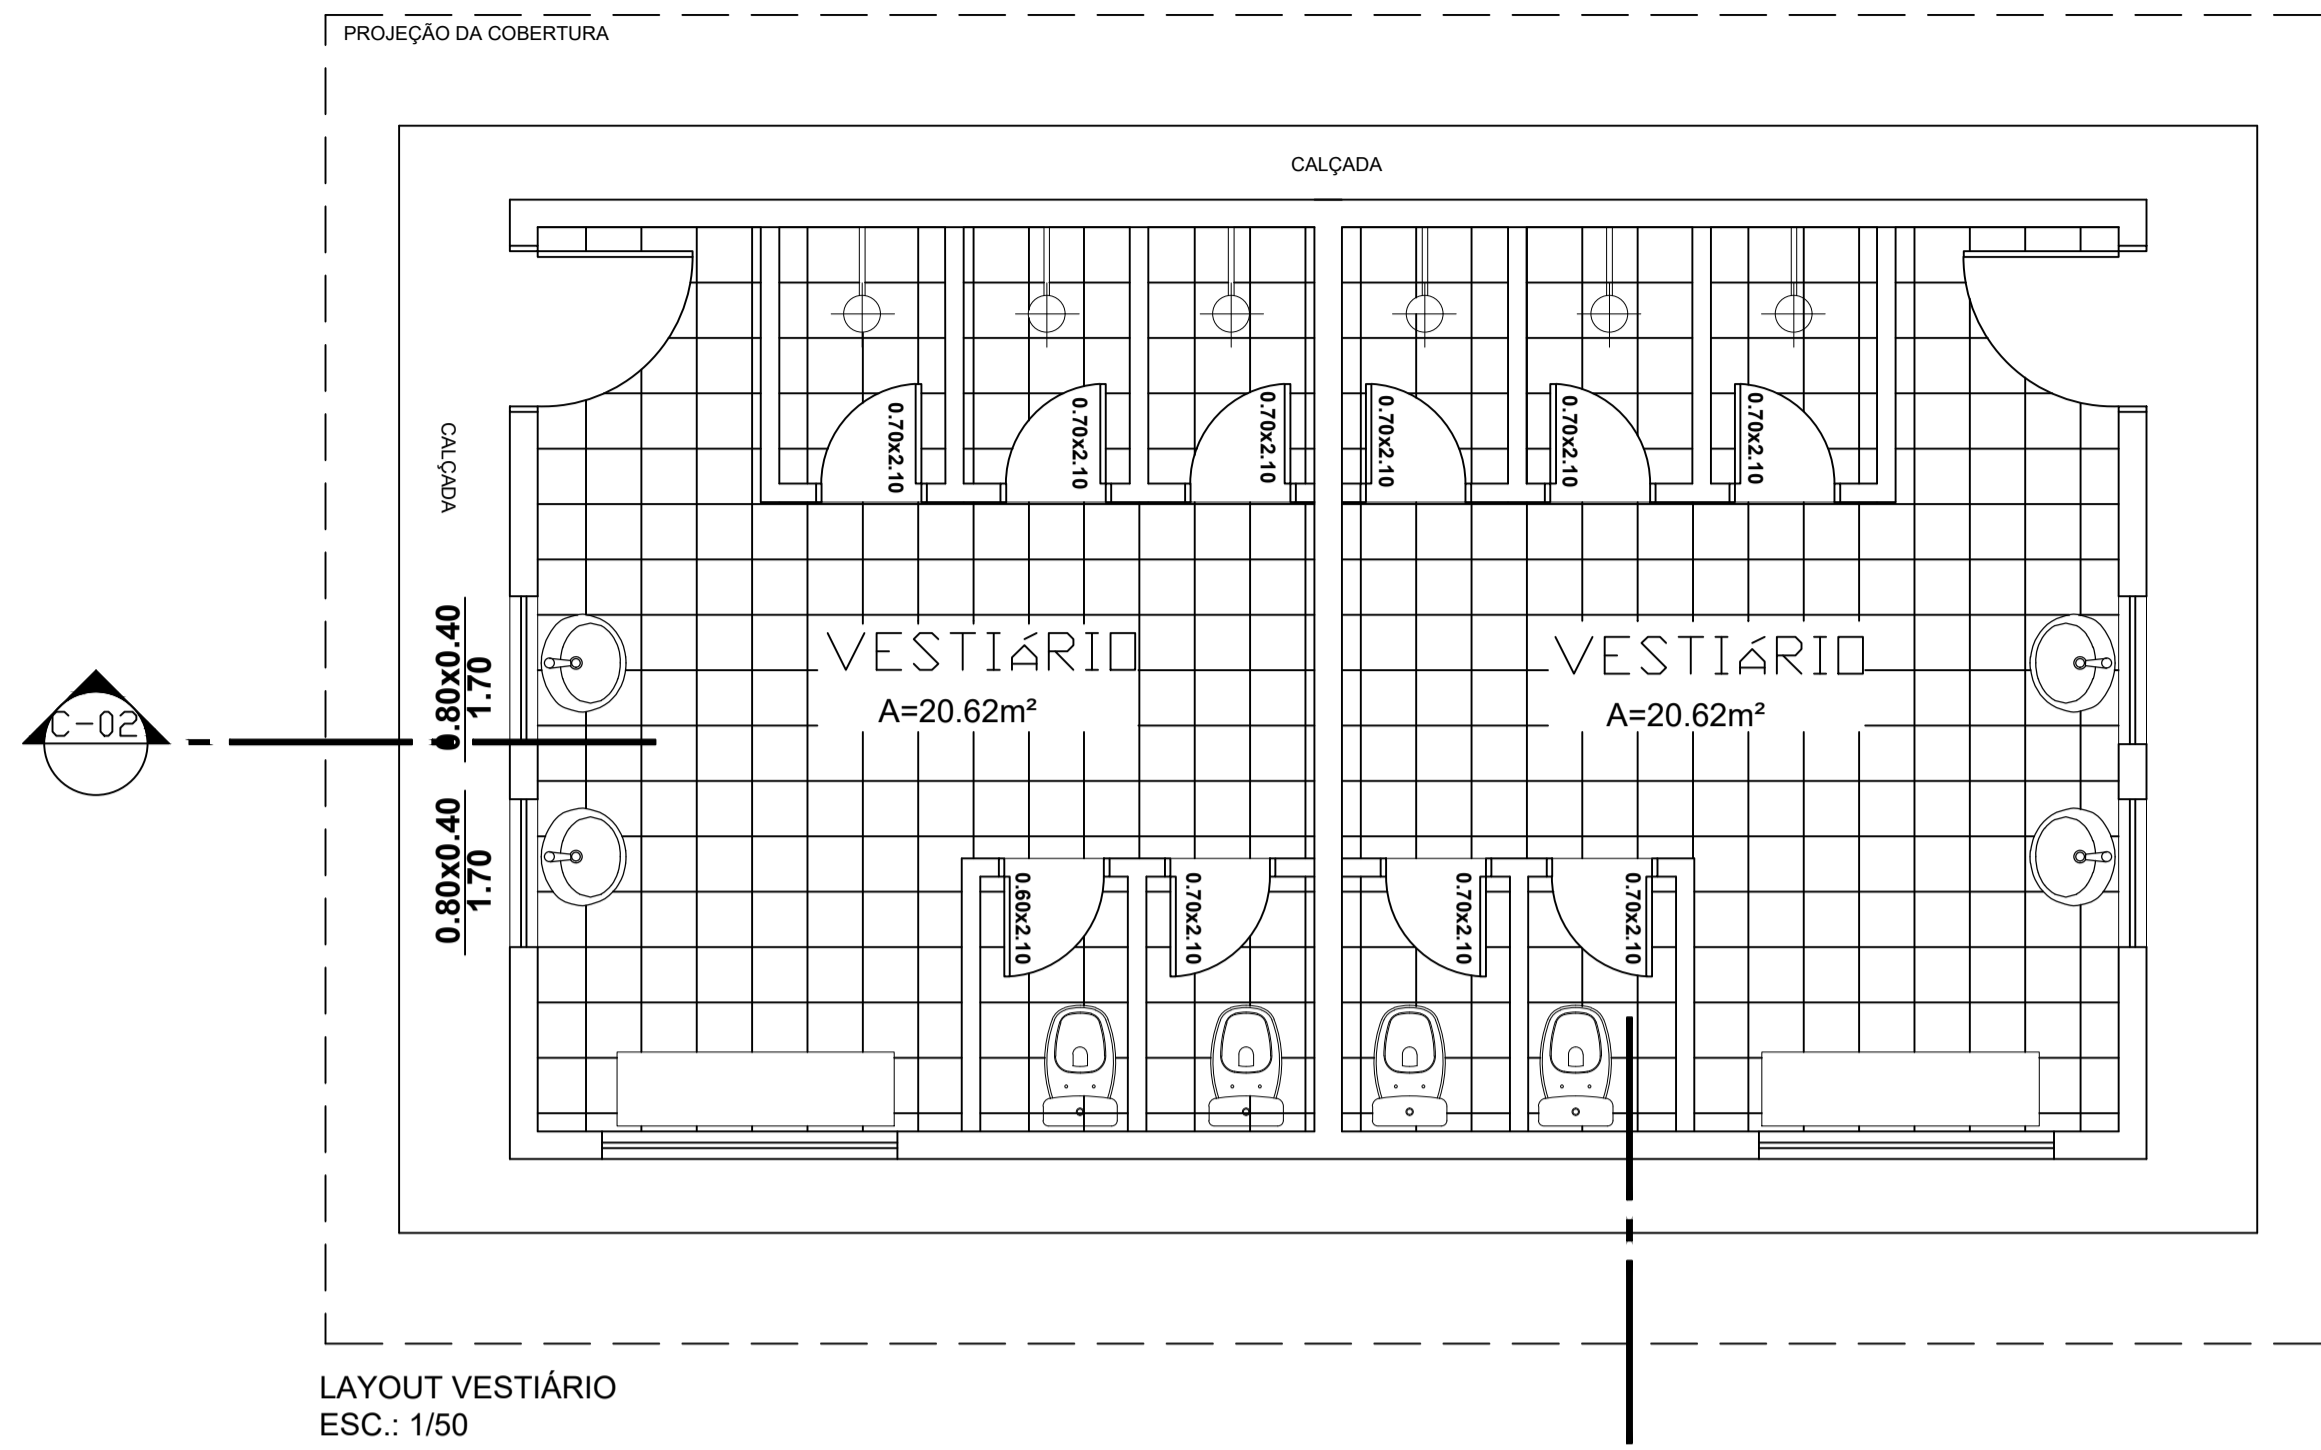 PROJEÇÃO DA COBERTURA
CALÇADA
CALÇADA
0.70x2.10
0.70x2.10
0.70x2.10
0.70x2.10
0.70x2.10
0.70x2.10
VESTIÁRIO
A=20.62m²
VESTIÁRIO
A=20.62m²
0.80x0.40
1.70
C-02
0.80x0.40
1.70
0.60x2.10
0.70x2.10
0.70x2.10
0.70x2.10
LAYOUT VESTIÁRIO
ESC.: 1/50